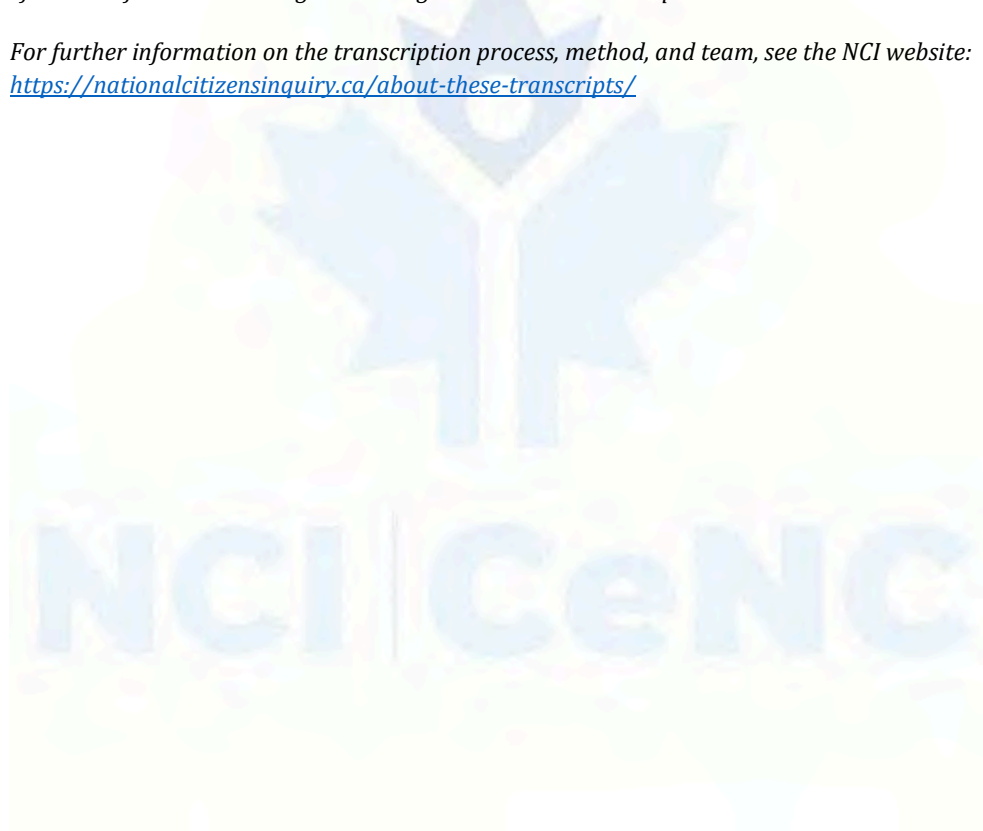 For further information on the transcription process, method, and team, see the NCI website:
https://nationalcitizensinquiry.ca/about-these-transcripts/
NCI | CeNC